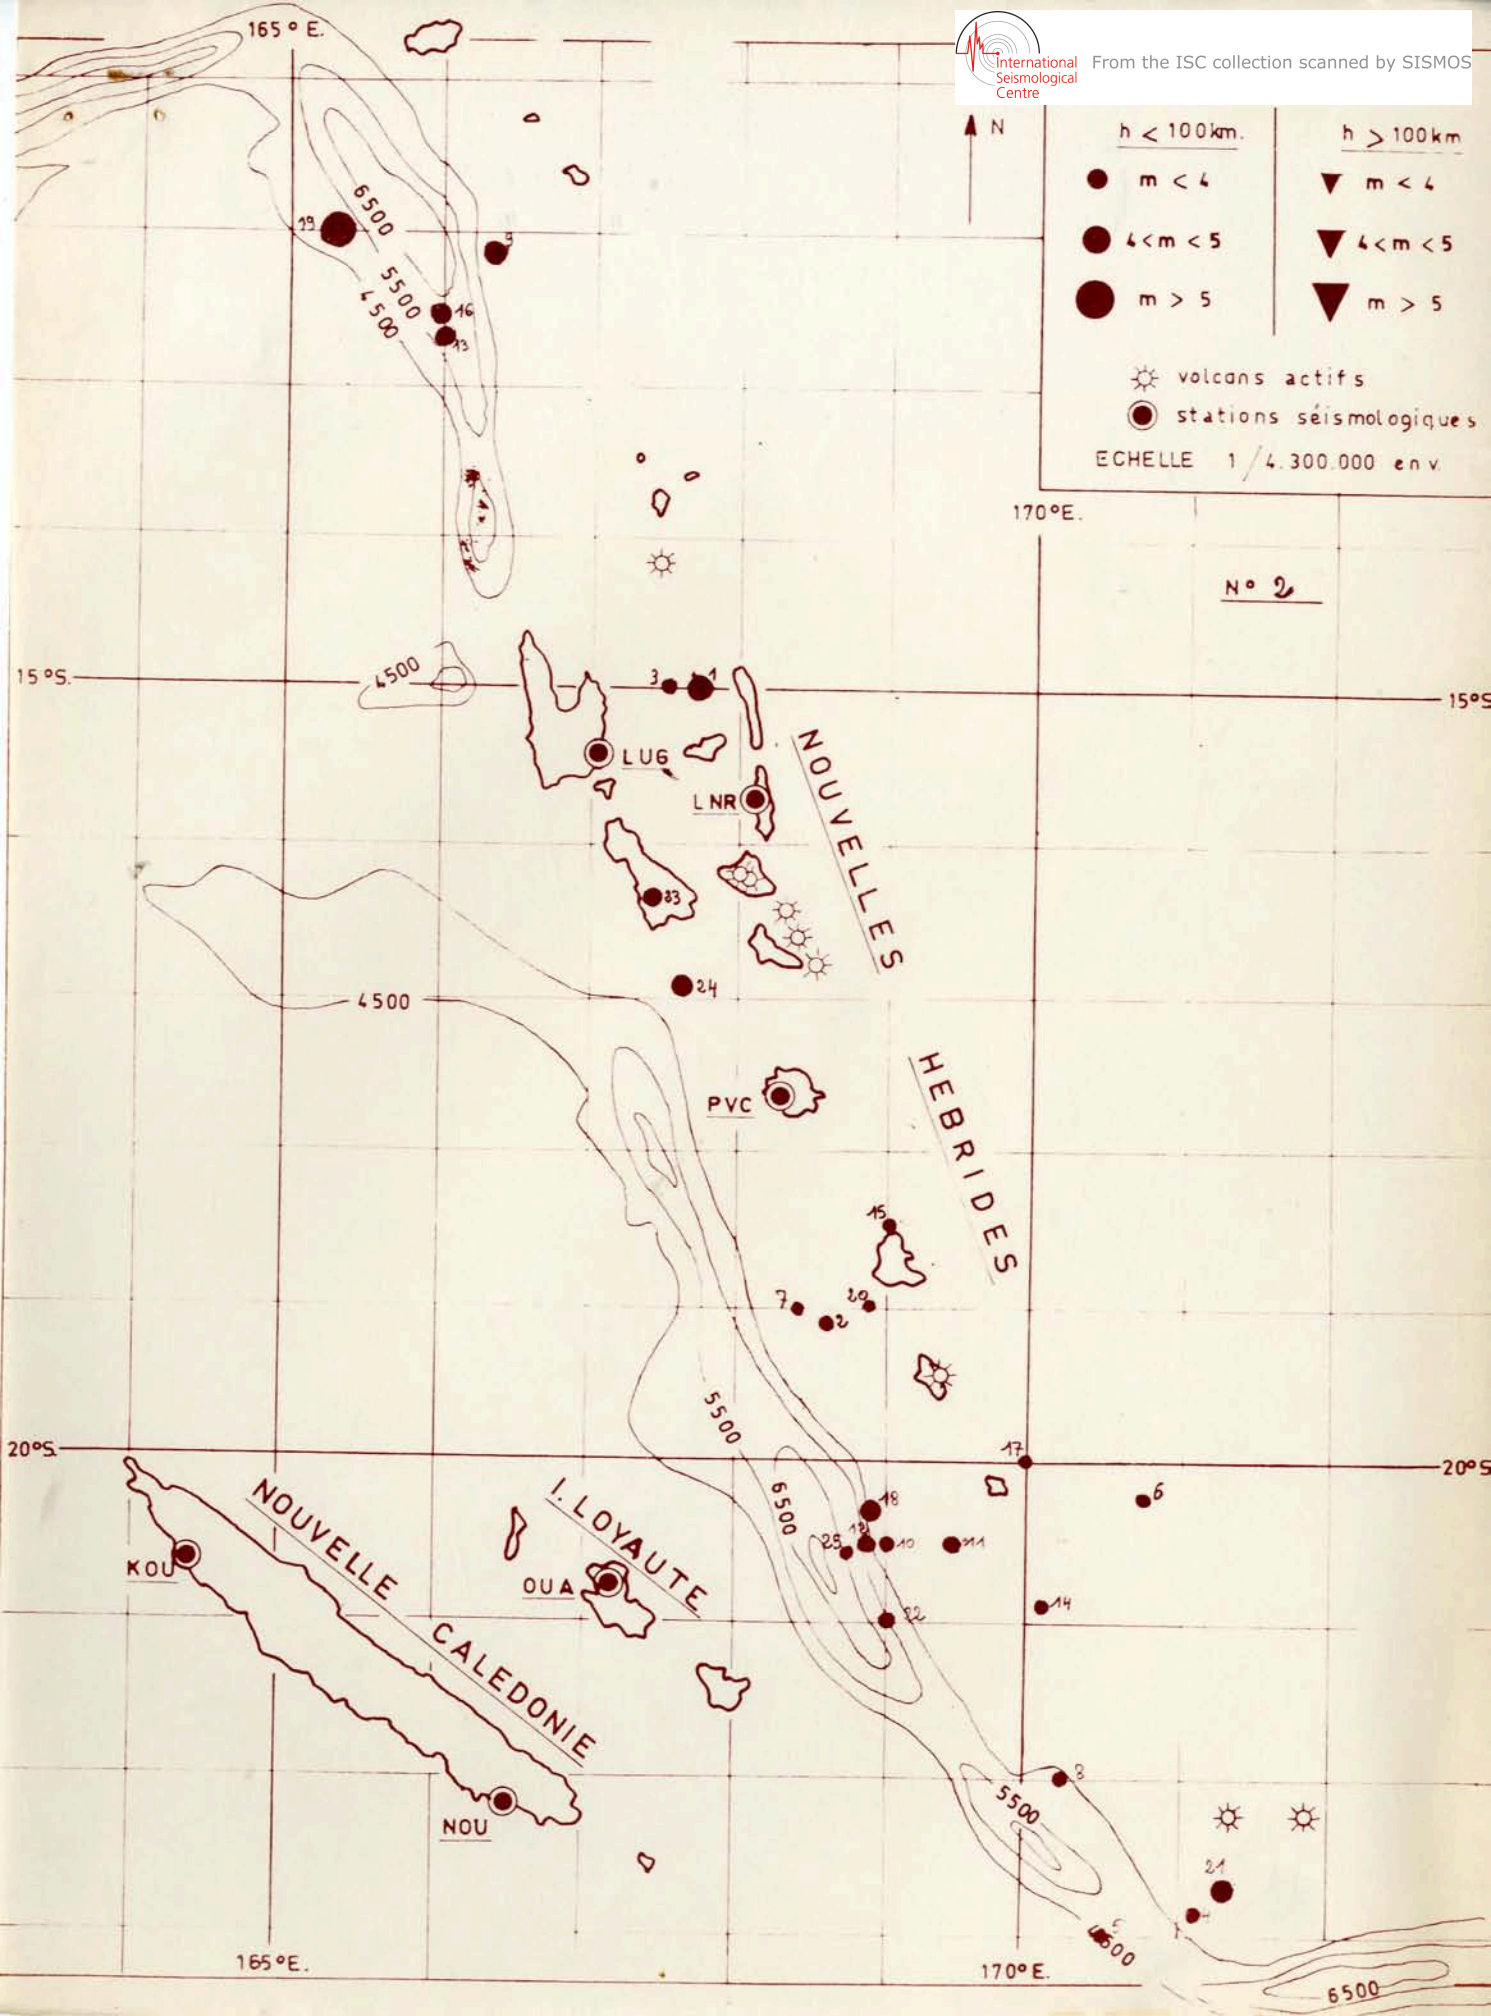 165° E.
International
Seismological
Centre
From the ISC collection scanned by SISMOS
N
h < 100km.
h > 100km
m < 4
m < 4
4<m < 5
4<m < 5
m > 5
m > 5
volcans actifs
stations séismologiques
ECHELLE 1/4.300.000 env.
170°E.
N° 2
19
6500
9
5500
4500
16
13
15°S.
4500
3
1
15°S
LUG
LNR
NOUVELLES
24
4500
PVC
HEBRIDES
15
7
20
2
5500
20°S.
17
20°S
6
NOUVELLE CALEDONIE
I. LOYAUTE
6500
18
12
10
11
KOU
OUA
14
22
8
5500
NOU
21
4500
165°E.
170°E.
6500